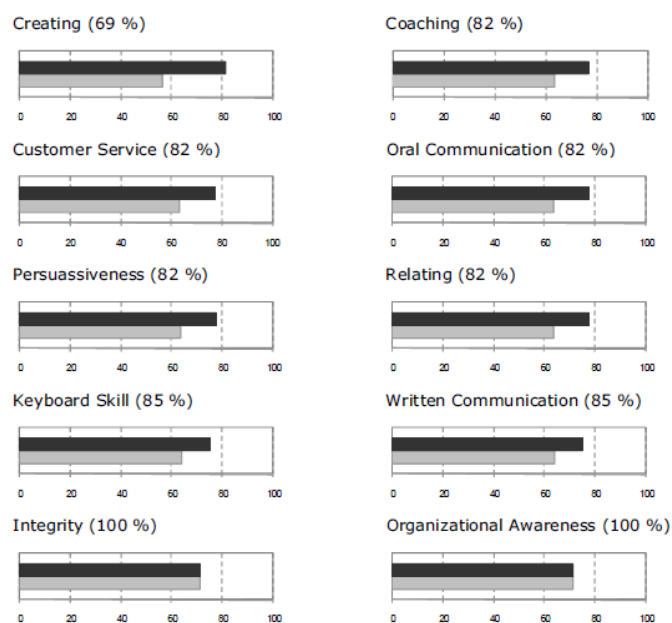 Creating (69 %)
Coaching (82 %)
0 20 40 60 80 100
0 20 40 60 80 100
Customer Service (82 %)
Oral Communication (82 %)
0 20 40 60 80 100
0 20 40 60 80 100
Persuassiveness (82 %)
Relating (82 %)
0 20 40 60 80 100
0 20 40 60 80 100
Keyboard Skill (85 %)
Written Communication (85 %)
0 20 40 60 80 100
0 20 40 60 80 100
Integrity (100 %)
Organizational Awareness (100 %)
0 20 40 60 80 100
0 20 40 60 80 100